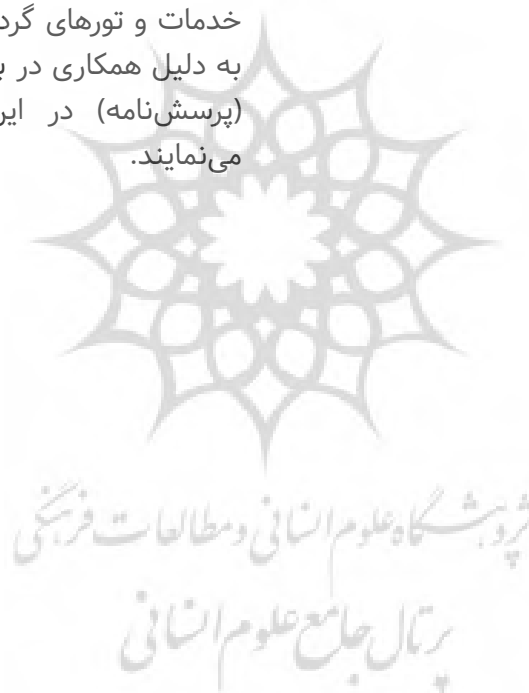 خدمات و تورهای گرد
به دلیل همکاری در ب
(پرسش‌نامه) در این
می‌نمایند.
پژوهشگاه علوم انسانی و مطالعات فرهنگی
پرتال جامع علوم انسانی